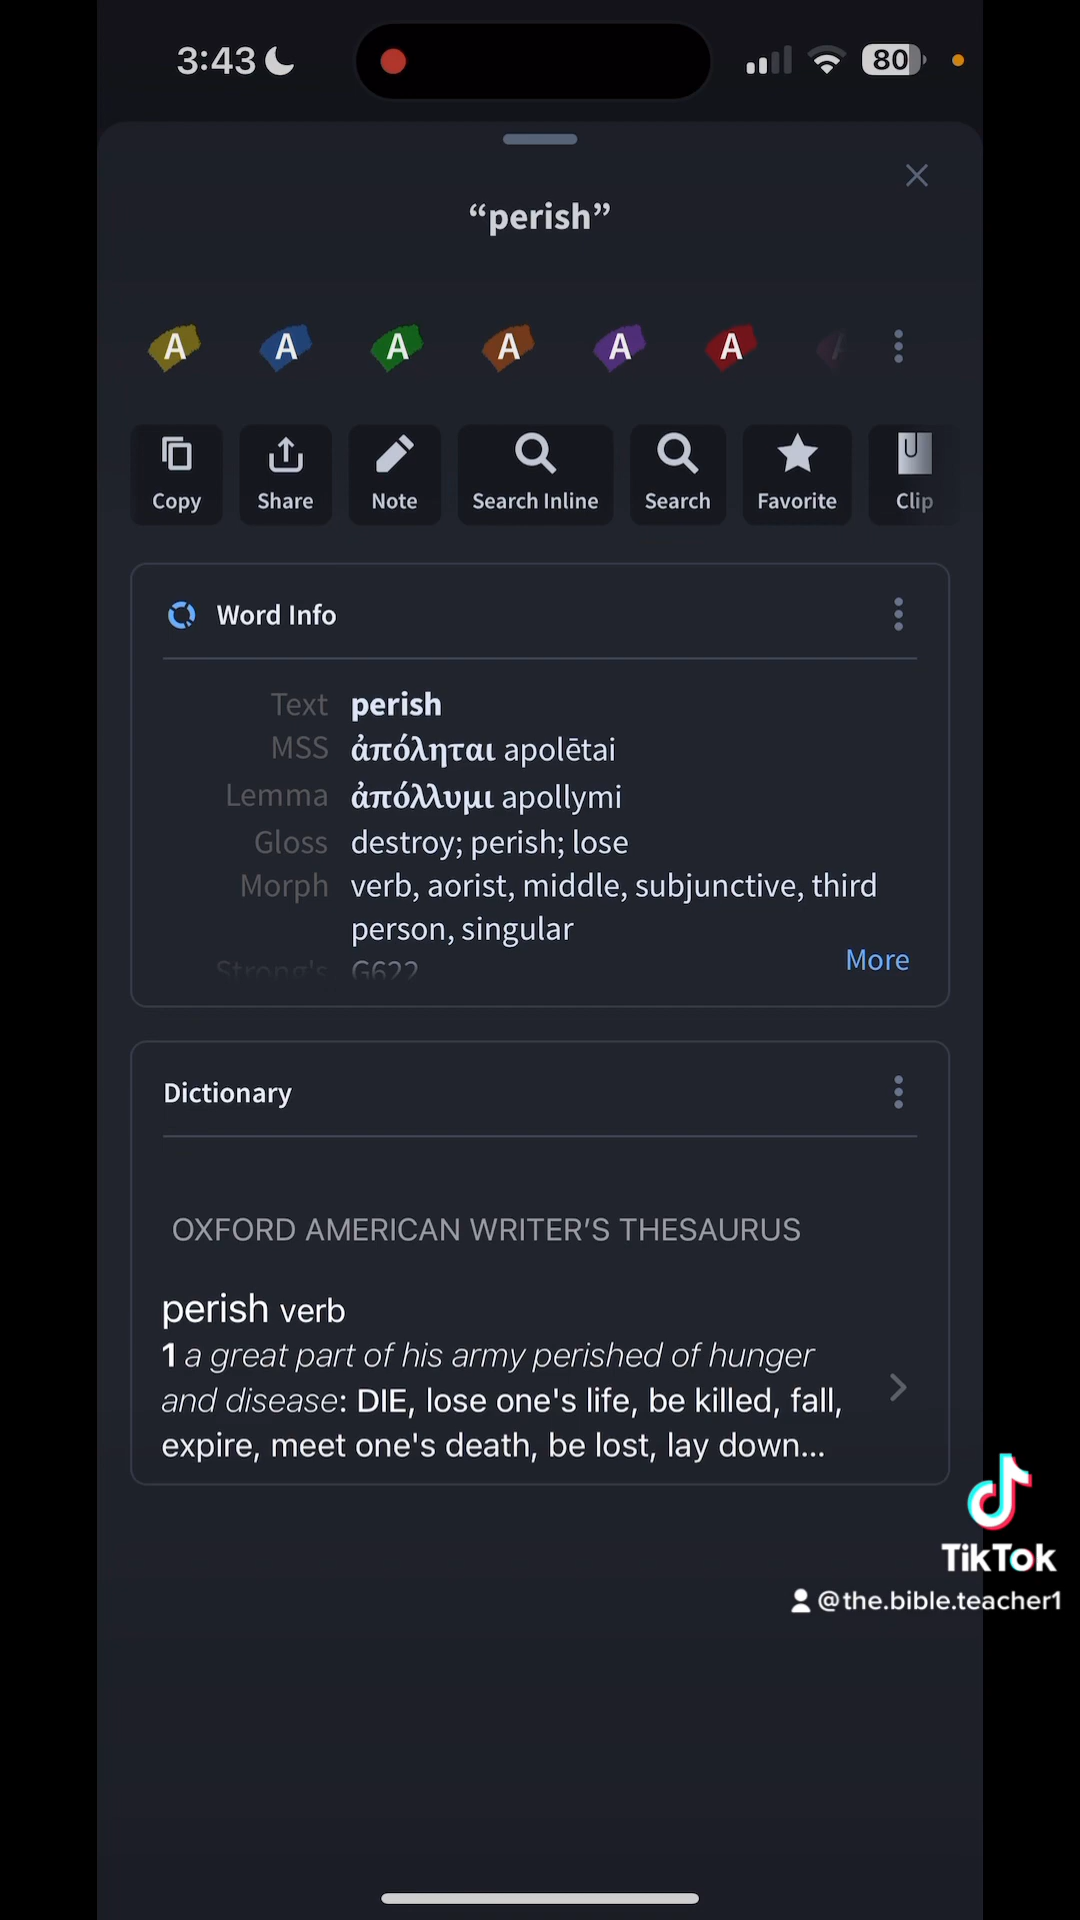 3:43
80
“perish”
A A A A A A A
Copy Share Note Search Inline Search Favorite Clip
Word Info
Text perish
MSS ἀπόληται apolētai
Lemma ἀπόλλυμι apollymi
Gloss destroy; perish; lose
Morph verb, aorist, middle, subjunctive, third
person, singular
More
Strong's G622
Dictionary
OXFORD AMERICAN WRITER’S THESAURUS
perish verb
1 a great part of his army perished of hunger
and disease: DIE, lose one's life, be killed, fall,
expire, meet one's death, be lost, lay down...
TikTok
@the.bible.teacher1